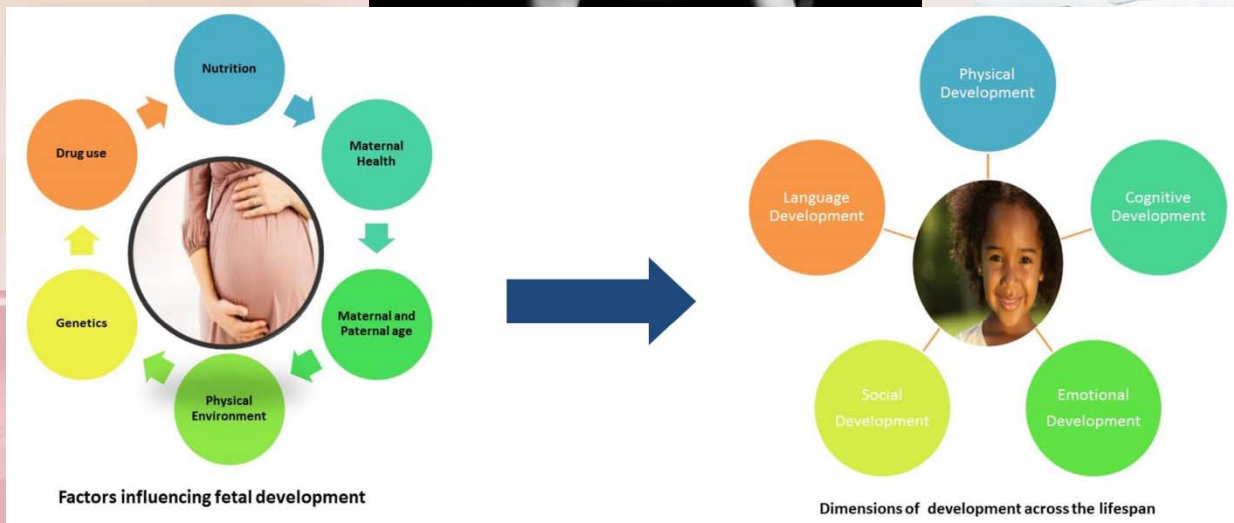 Nutrition
Maternal
Health
Maternal and
Paternal age
Physical
Environment
Genetics
Drug use
Factors influencing fetal development
Physical
Development
Cognitive
Development
Emotional
Development
Social
Development
Language
Development
Dimensions of development across the lifespan